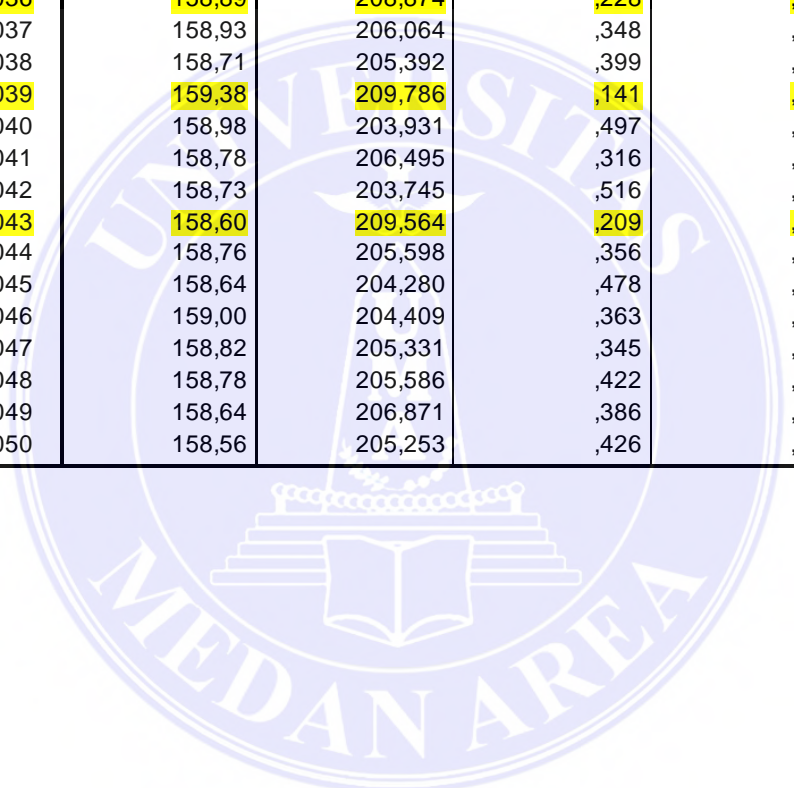 037 158,93 206,064 ,348 ,
038 158,71 205,392 ,399 ,
039 159,38 209,786 ,141 ,
040 158,98 203,931 ,497 ,
041 158,78 206,495 ,316 ,
042 158,73 203,745 ,516 ,
043 158,60 209,564 ,209 ,
044 158,76 205,598 ,356 ,
045 158,64 204,280 ,478 ,
046 159,00 204,409 ,363 ,
047 158,82 205,331 ,345 ,
048 158,78 205,586 ,422 ,
049 158,64 206,871 ,386 ,
050 158,56 205,253 ,426 ,
UNIVERSITAS
MEDAN AREA